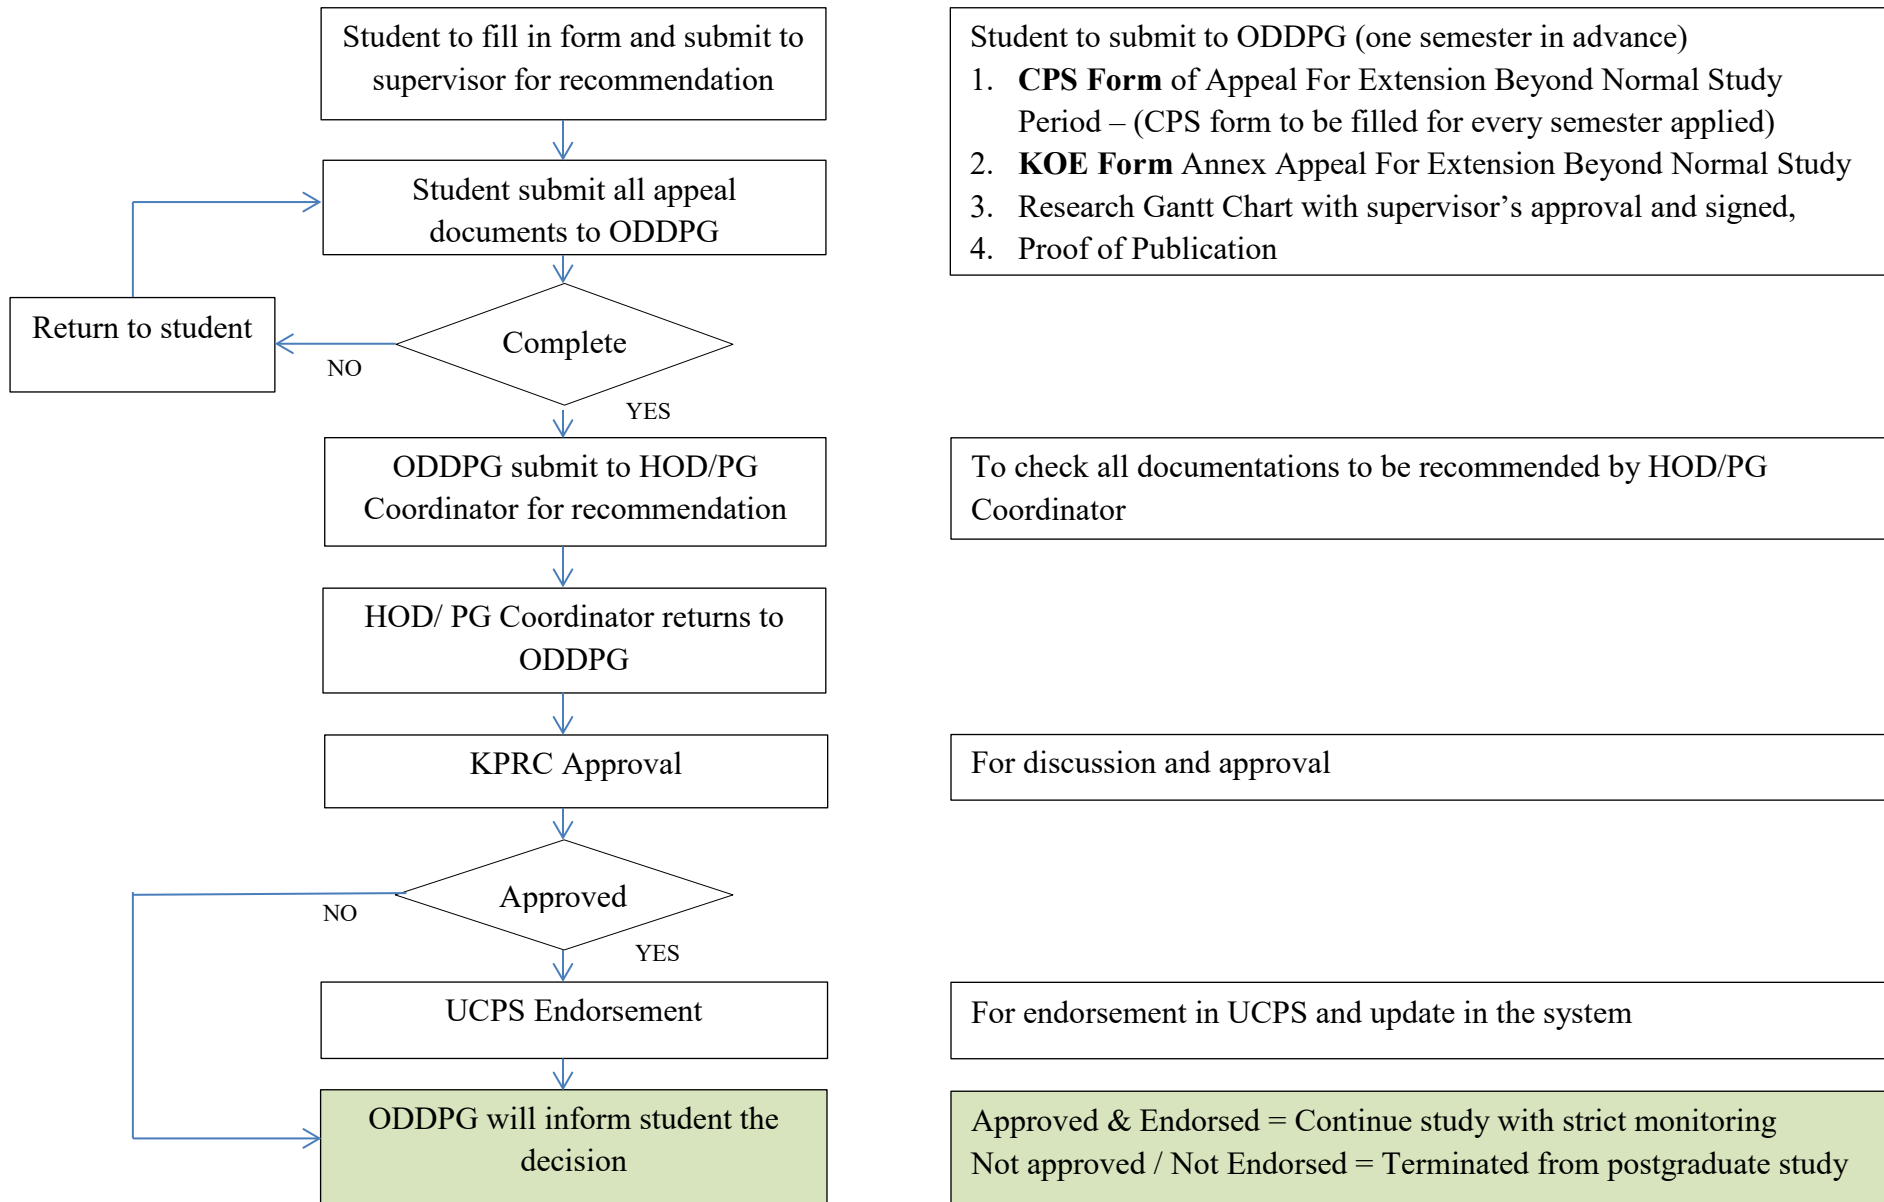 Student to fill in form and submit to
supervisor for recommendation
Student to submit to ODDPG (one semester in advance)
1. CPS Form of Appeal For Extension Beyond Normal Study
Period – (CPS form to be filled for every semester applied)
2. KOE Form Annex Appeal For Extension Beyond Normal Study
3. Research Gantt Chart with supervisor’s approval and signed,
4. Proof of Publication
Student submit all appeal
documents to ODDPG
Return to student
NO
Complete
YES
ODDPG submit to HOD/PG
Coordinator for recommendation
To check all documentations to be recommended by HOD/PG
Coordinator
HOD/ PG Coordinator returns to
ODDPG
KPRC Approval
For discussion and approval
Approved
NO
YES
UCPS Endorsement
For endorsement in UCPS and update in the system
ODDPG will inform student the
decision
Approved & Endorsed = Continue study with strict monitoring
Not approved / Not Endorsed = Terminated from postgraduate study